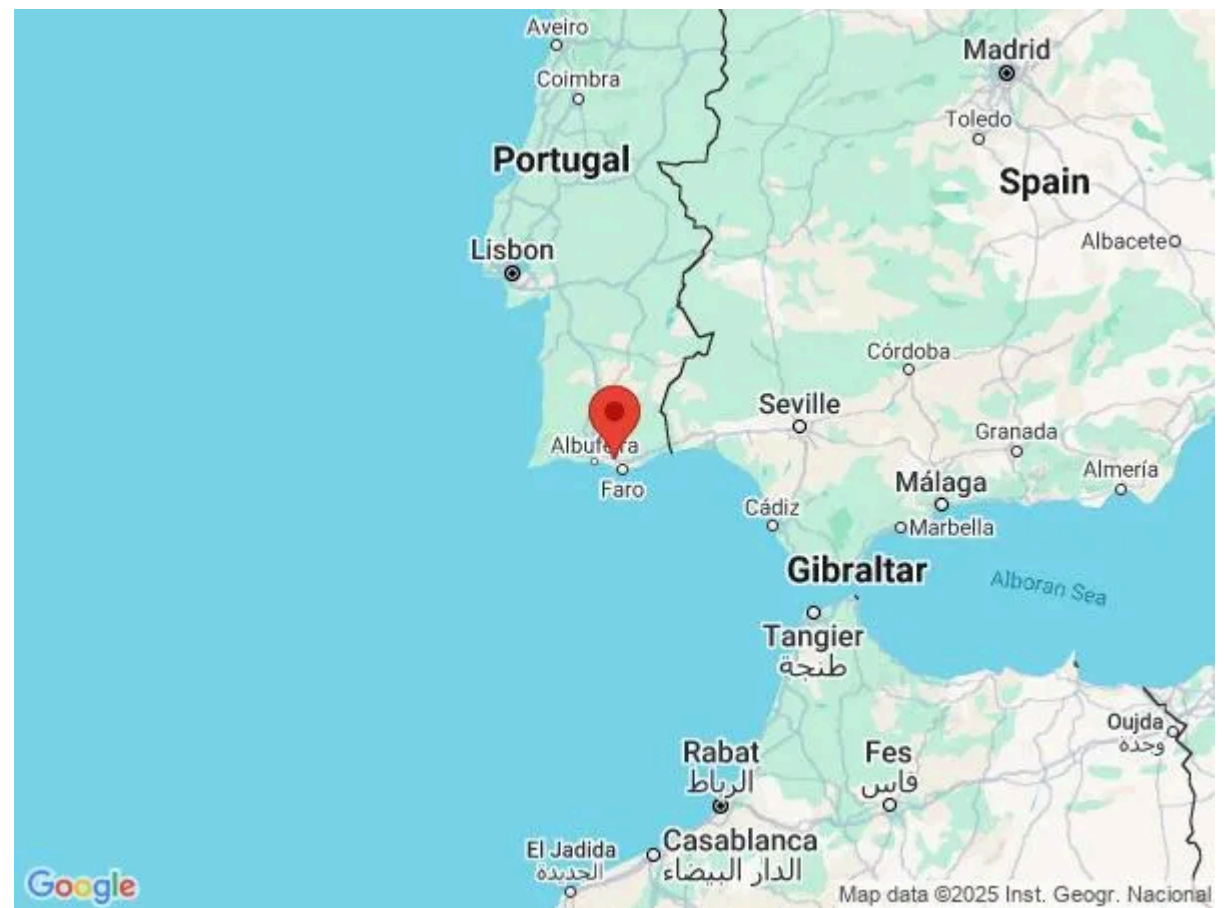 Aveiro
Madrid
Coimbra
Toledo
Portugal
Spain
Albacete
Lisbon
Córdoba
Seville
Granada
Albufeira
Almería
Málaga
Faro
Cádiz
Marbella
Gibraltar
Alboran Sea
Tangier
طنجة
Oujda
وجدة
Rabat
الرباط
Fes
فاس
Casablanca
الدار البيضاء
El Jadida
الجديدة
Google
Map data ©2025 Inst. Geogr. Nacional